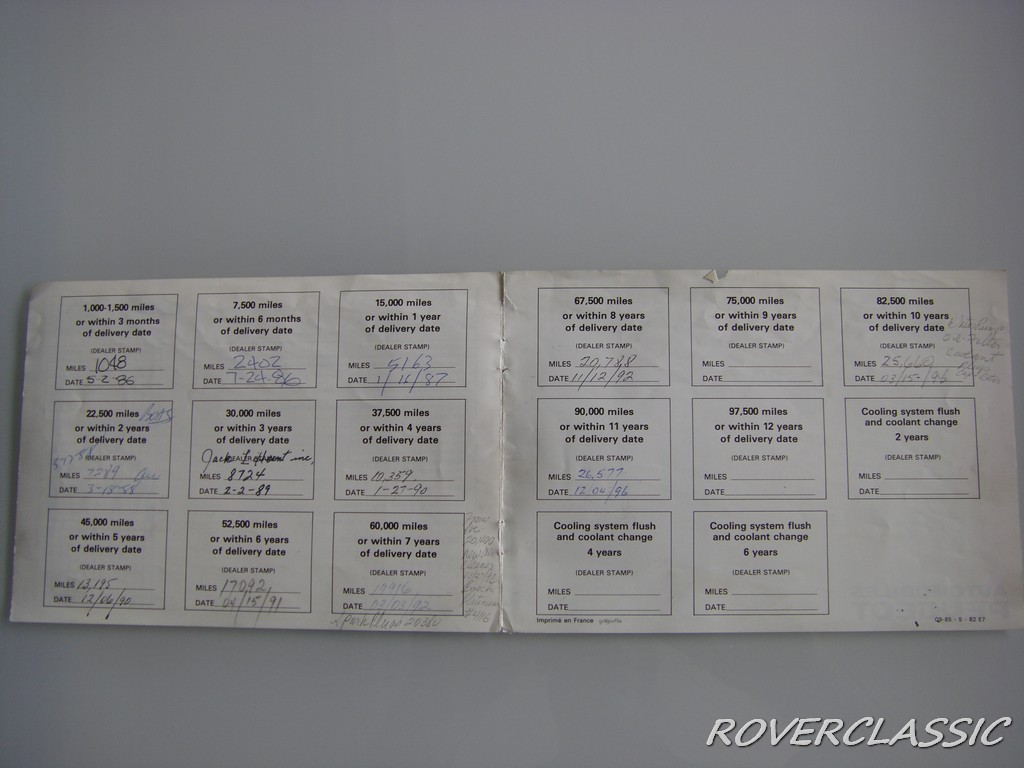 1,000-1,500 miles
or within 3 months
of delivery date
(DEALER STAMP)
MILES 1048
DATE 5-2-86
7,500 miles
or within 6 months
of delivery date
(DEALER STAMP)
MILES 2402
DATE 7-24-86
15,000 miles
or within 1 year
of delivery date
(DEALER STAMP)
MILES 5163
DATE 1/15/87
22,500 miles
or within 2 years
of delivery date
(DEALER STAMP)
MILES 7289
DATE 3-18-88
30,000 miles
or within 3 years
of delivery date
(DEALER STAMP)
Jack L Hunt inc,
MILES 8724
DATE 2-2-89
37,500 miles
or within 4 years
of delivery date
(DEALER STAMP)
MILES 10,359
DATE 1-27-90
45,000 miles
or within 5 years
of delivery date
(DEALER STAMP)
MILES 13,195
DATE 12/06/90
52,500 miles
or within 6 years
of delivery date
(DEALER STAMP)
MILES 17092
DATE 08/15/91
60,000 miles
or within 7 years
of delivery date
(DEALER STAMP)
MILES 18916
DATE 03/03/92
67,500 miles
or within 8 years
of delivery date
(DEALER STAMP)
MILES 20,788
DATE 11/12/92
75,000 miles
or within 9 years
of delivery date
(DEALER STAMP)
MILES
DATE
82,500 miles
or within 10 years
of delivery date
(DEALER STAMP)
MILES 25,660
DATE 03/15/96
Coolant
90,000 miles
or within 11 years
of delivery date
(DEALER STAMP)
MILES 26,577
DATE 12/04/96
97,500 miles
or within 12 years
of delivery date
(DEALER STAMP)
MILES
DATE
Cooling system flush
and coolant change
2 years
(DEALER STAMP)
MILES
DATE
Cooling system flush
and coolant change
4 years
(DEALER STAMP)
MILES
DATE
Cooling system flush
and coolant change
6 years
(DEALER STAMP)
MILES
DATE
Imprimé en France
ROVERCLASSIC